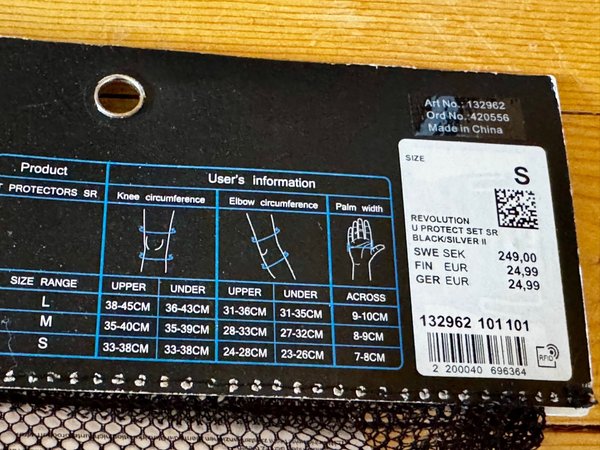 Art No.: 132962
Ord No.: 420556
Made in China
Product
User's information
T PROTECTORS SR
Knee circumference
Elbow circumference
Palm width
SIZE RANGE
UPPER UNDER UPPER UNDER ACROSS
L 38-45CM 36-43CM 31-36CM 31-35CM 9-10CM
M 35-40CM 35-39CM 28-33CM 27-32CM 8-9CM
S 33-38CM 33-38CM 24-28CM 23-26CM 7-8CM
SIZE
S
REVOLUTION
U PROTECT SET SR
BLACK/SILVER II
SWE SEK 249,00
FIN EUR 24,99
GER EUR 24,99
132962 101101
2 200040 696364
RFID